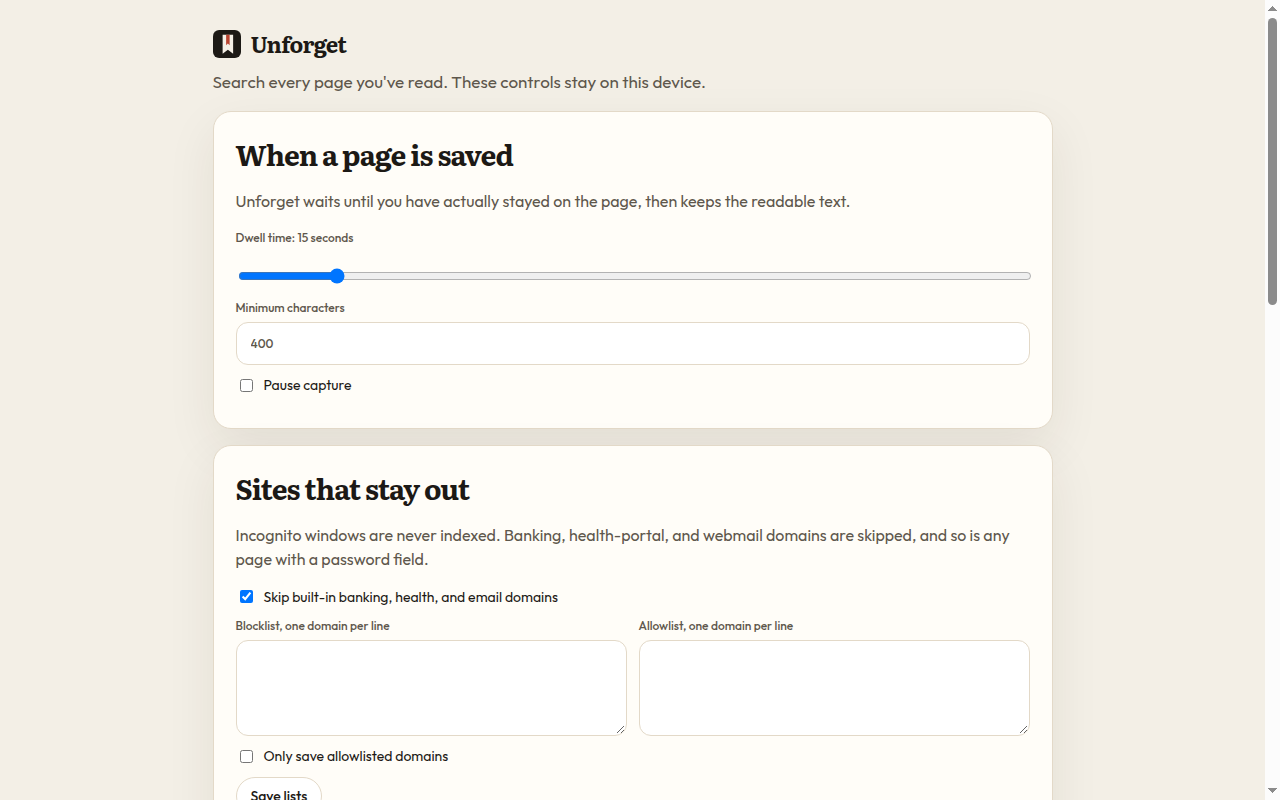 Unforget
Search every page you've read. These controls stay on this device.
When a page is saved
Unforget waits until you have actually stayed on the page, then keeps the readable text.
Dwell time: 15 seconds
Minimum characters
400
Pause capture
Sites that stay out
Incognito windows are never indexed. Banking, health-portal, and webmail domains are skipped, and so is any
page with a password field.
Skip built-in banking, health, and email domains
Blocklist, one domain per line
Allowlist, one domain per line
Only save allowlisted domains
Save lists